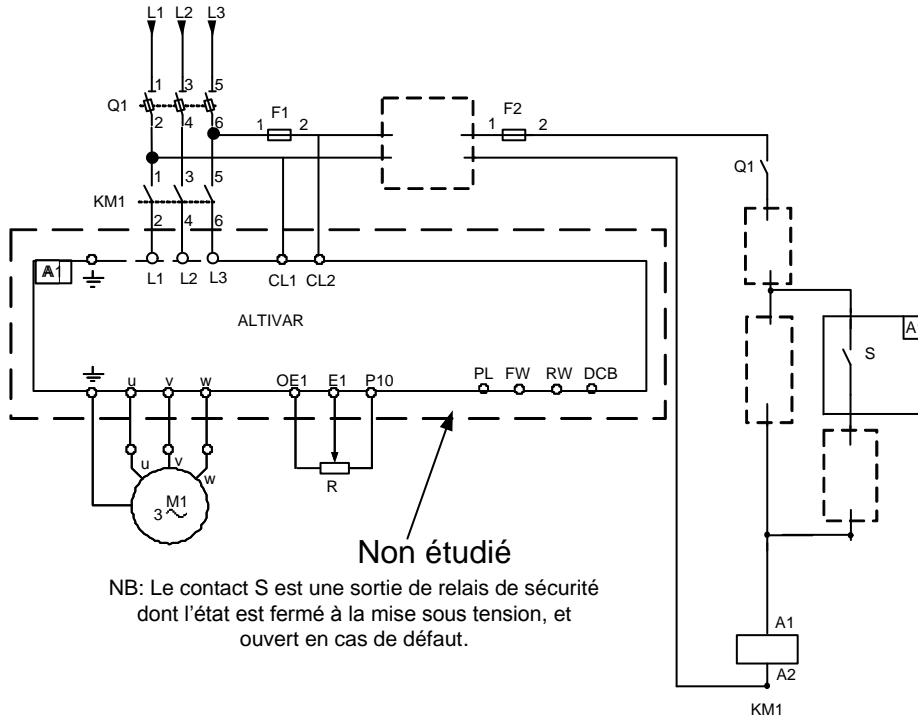 L1 L2 L3
1 3 5
Q1
2 4 6
F1
1 2
F2
1 2
Q1
1 3 5
KM1
2 4 6
A1
L1 L2 L3 CL1 CL2
ALTIVAR
A
S
u v w OE1 E1 P10 PL FW RW DCB
u v w
R
M1
3
Non étudié
NB: Le contact S est une sortie de relais de sécurité
dont l'état est fermé à la mise sous tension, et
ouvert en cas de défaut.
A1
A2
KM1